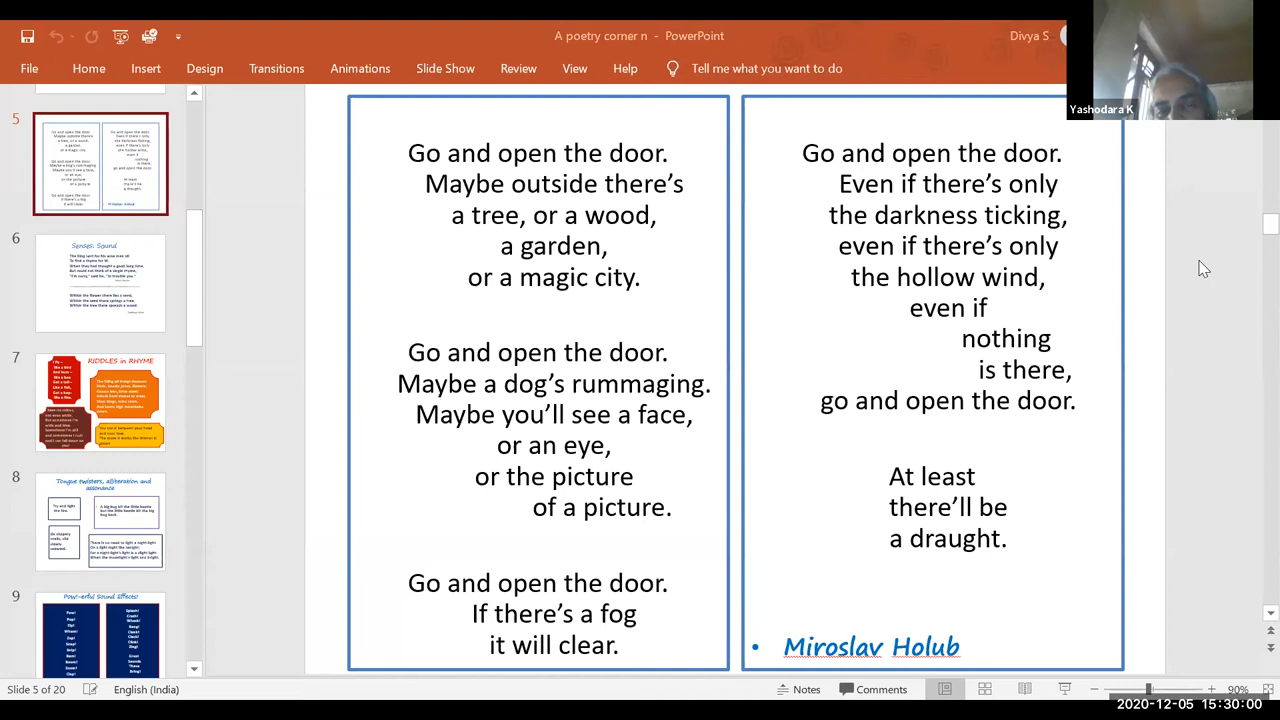 A poetry corner n - PowerPoint
Divya S
File Home Insert Design Transitions Animations Slide Show Review View Help Tell me what you want to do
Yashodara K
5
6
Senses: Sound
7
RIDDLES in RHYME
8
Tongue twisters, alliteration and assonance
9
Pow!-erful Sound Effects!
Go and open the door.
Maybe outside there's
a tree, or a wood,
a garden,
or a magic city.
Go and open the door.
Maybe a dog's rummaging.
Maybe you'll see a face,
or an eye,
or the picture
of a picture.
Go and open the door.
If there's a fog
it will clear.
Go and open the door.
Even if there's only
the darkness ticking,
even if there's only
the hollow wind,
even if
nothing
is there,
go and open the door.
At least
there'll be
a draught.
• Miroslav Holub
Slide 5 of 20 English (India) Notes Comments 90%
2020-12-05 15:30:00